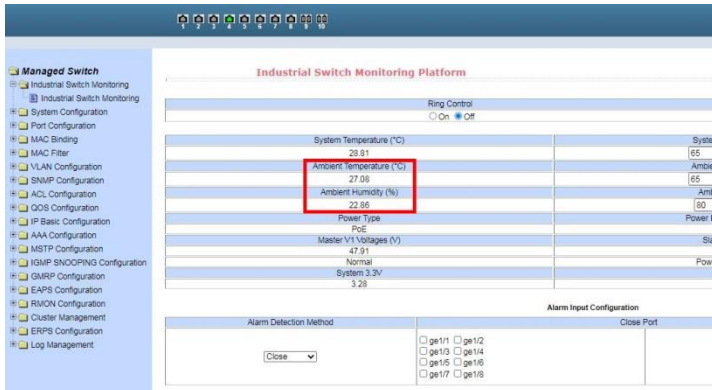 1 2 3 4 5 6 7 8 9 10
Managed Switch
Industrial Switch Monitoring
Industrial Switch Monitoring
System Configuration
Port Configuration
MAC Binding
MAC Filter
VLAN Configuration
SNMP Configuration
ACL Configuration
QOS Configuration
IP Basic Configuration
AAA Configuration
MSTP Configuration
IGMP SNOOPING Configuration
GMRP Configuration
EAPS Configuration
RMON Configuration
Cluster Management
ERPS Configuration
Log Management
Industrial Switch Monitoring Platform
Ring Control
On Off
System Temperature (°C) Syste
28.81 65
Ambient Temperature (°C) Ambie
27.08 65
Ambient Humidity (%) Ami
22.86 80
Power Type Power
PoE
Master V1 Voltages (V) Sla
47.91
Normal Pow
System 3.3V
3.28
Alarm Input Configuration
Alarm Detection Method Close Port
Close
ge1/1 ge1/2
ge1/3 ge1/4
ge1/5 ge1/6
ge1/7 ge1/8